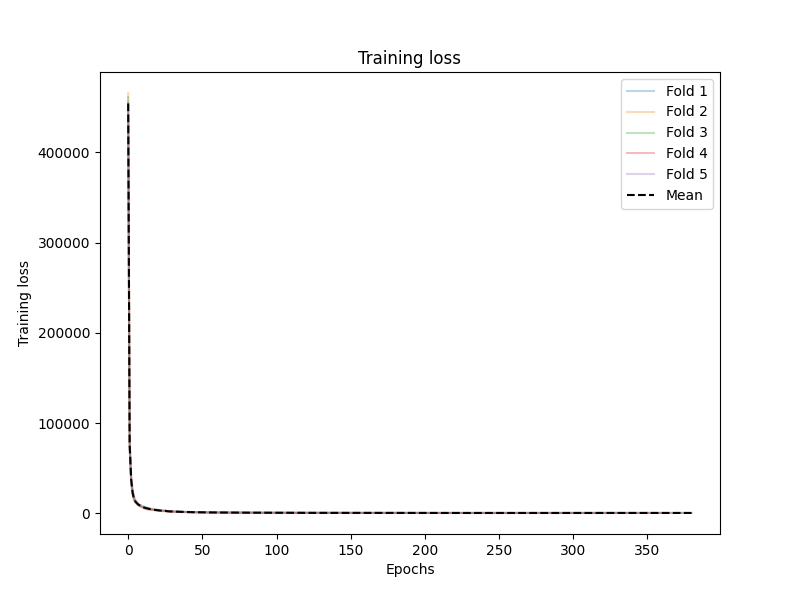 Training loss
Fold 1
Fold 2
Fold 3
Fold 4
Fold 5
Mean
400000
300000
200000
100000
0
Training loss
0 50 100 150 200 250 300 350
Epochs